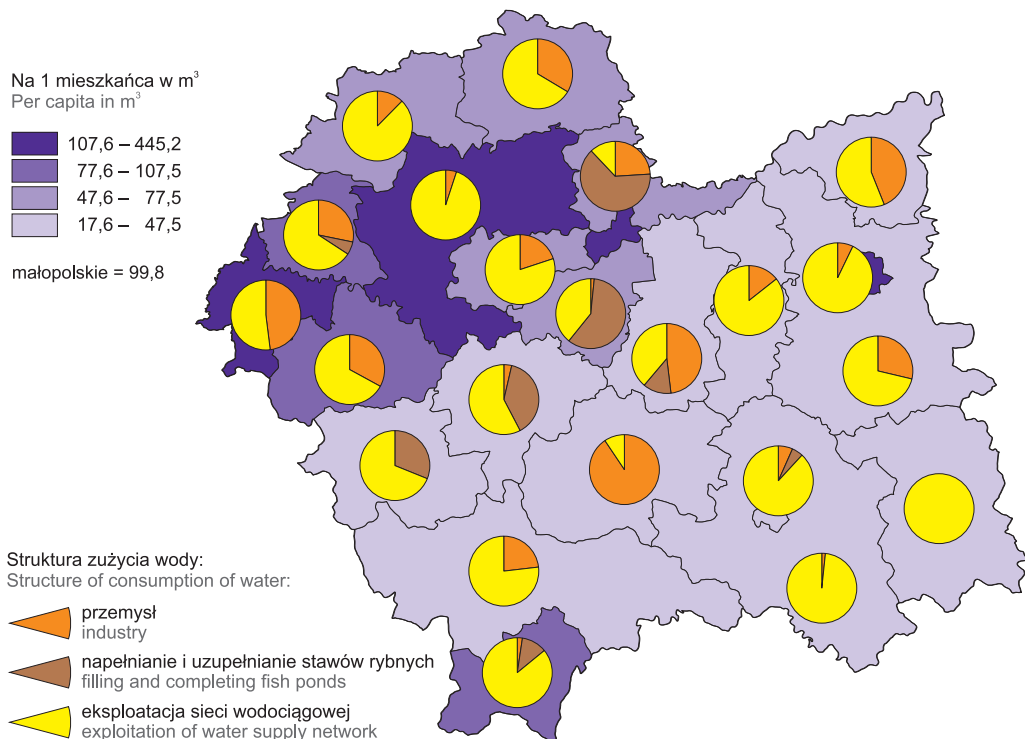 Na 1 mieszkańca w m³
Per capita in m³
107,6 – 445,2
77,6 – 107,5
47,6 – 77,5
17,6 – 47,5
małopolskie = 99,8
Struktura zużycia wody:
Structure of consumption of water:
przemysł
industry
napełnianie i uzupełnianie stawów rybnych
filling and completing fish ponds
eksploatacja sieci wodociągowej
exploitation of water supply network